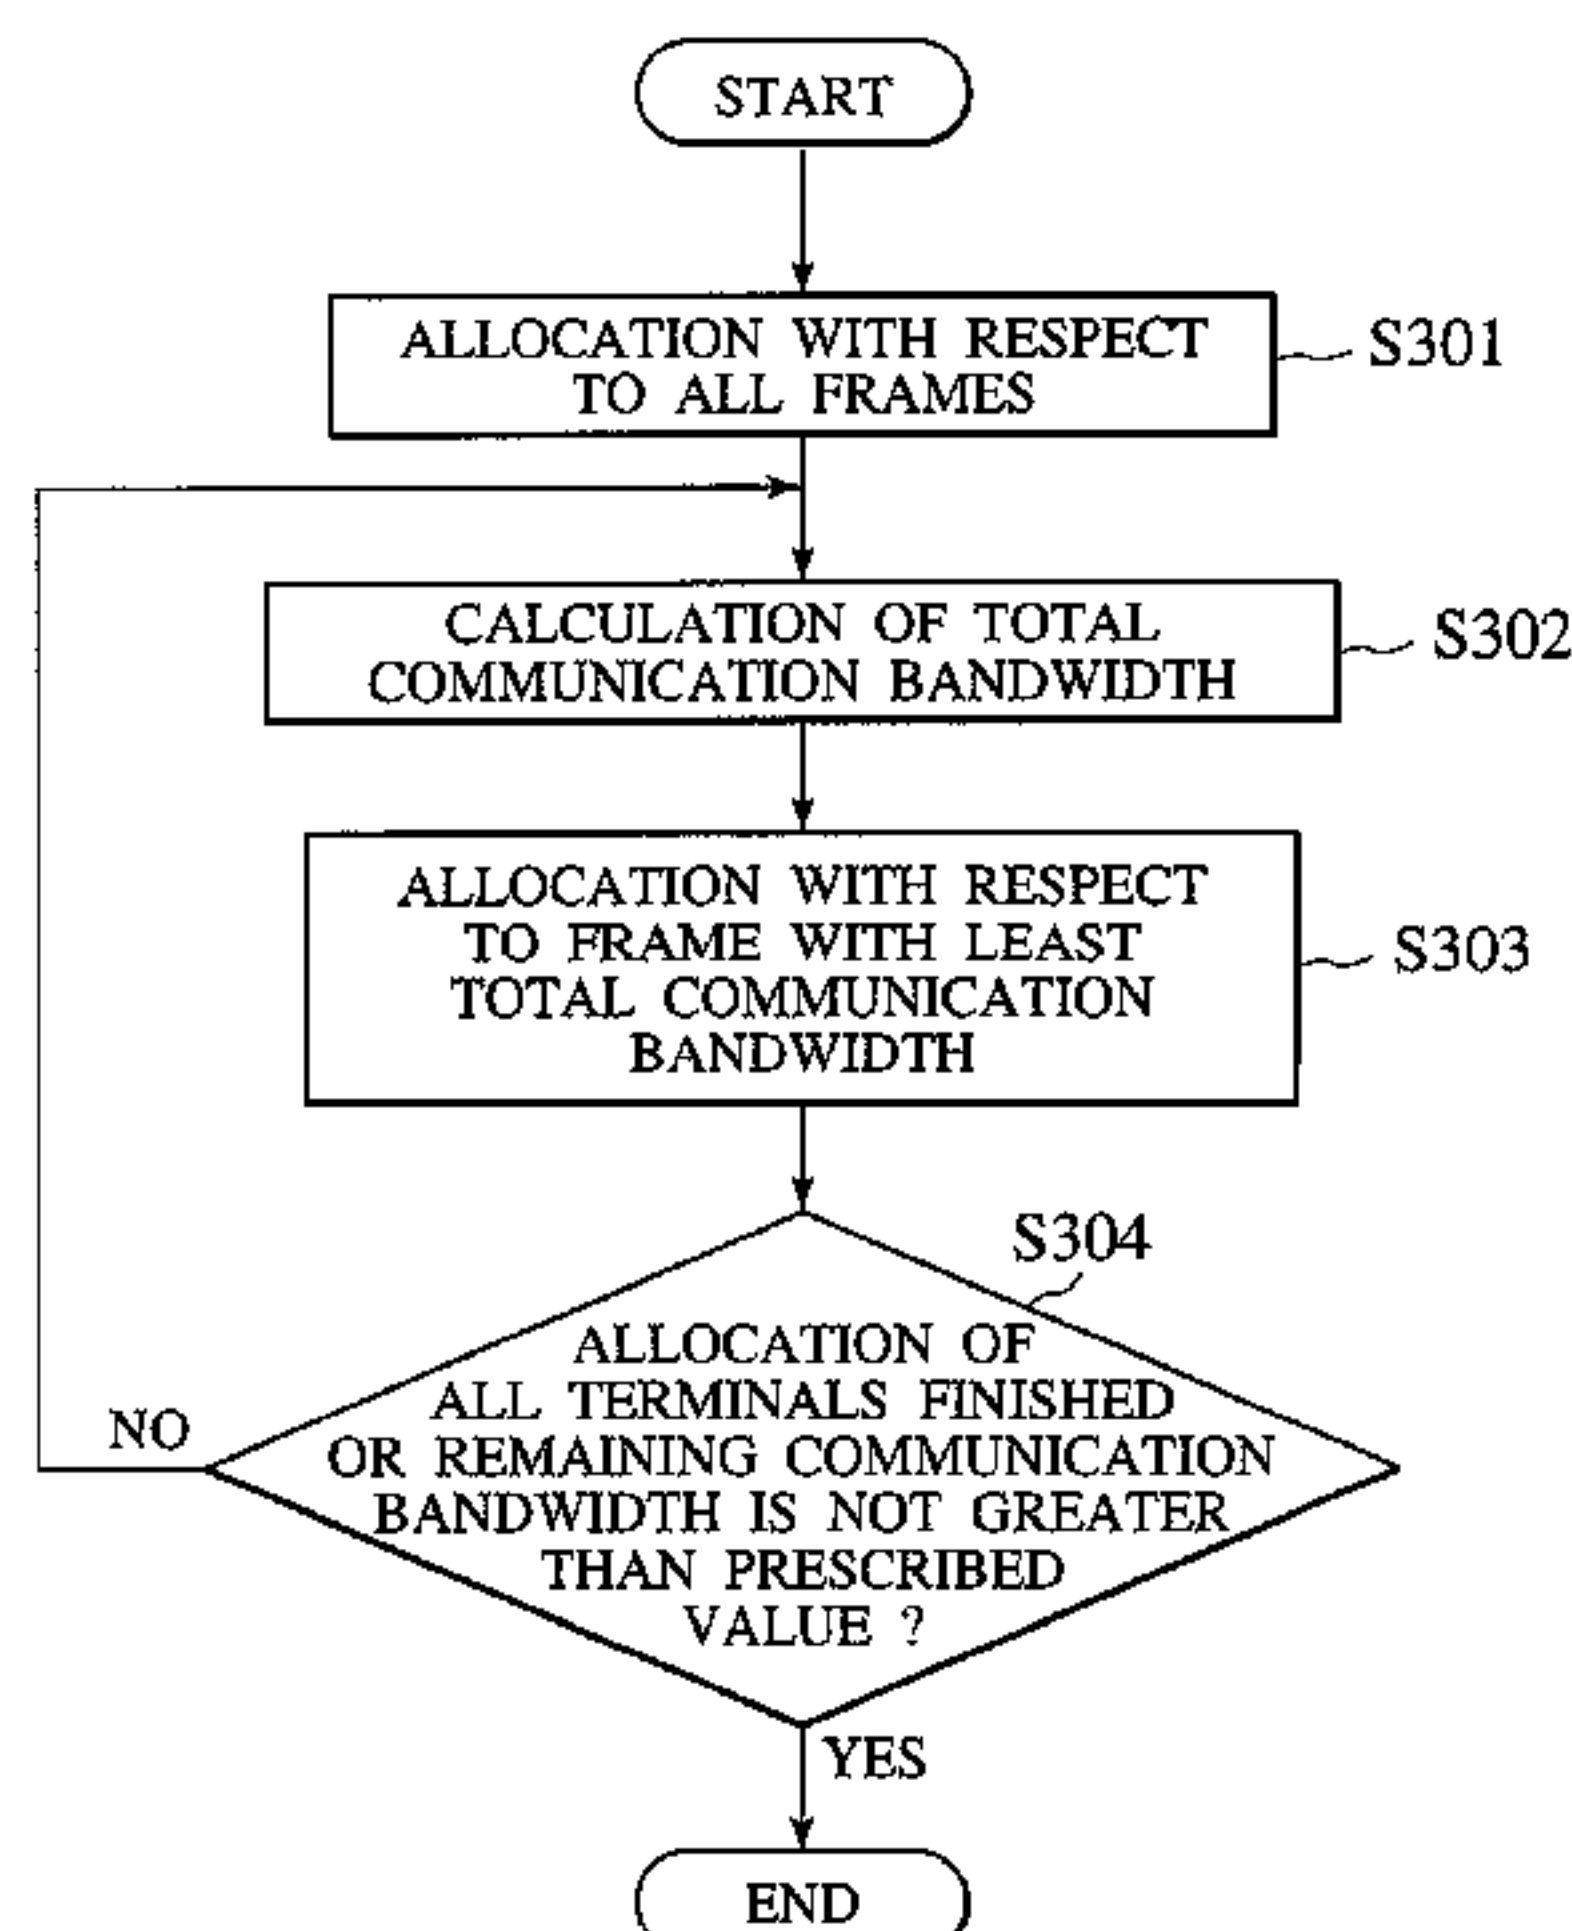 START
ALLOCATION WITH RESPECT
TO ALL FRAMES
S301
CALCULATION OF TOTAL
COMMUNICATION BANDWIDTH
S302
ALLOCATION WITH RESPECT
TO FRAME WITH LEAST
TOTAL COMMUNICATION
BANDWIDTH
S303
S304
ALLOCATION OF
ALL TERMINALS FINISHED
OR REMAINING COMMUNICATION
BANDWIDTH IS NOT GREATER
THAN PRESCRIBED
VALUE ?
NO
YES
END